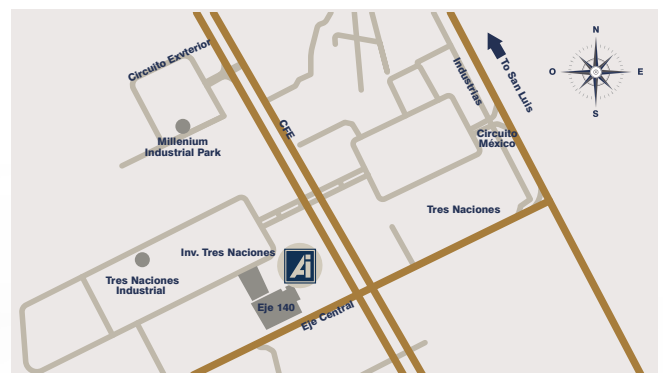 Circuito Exvterior
Millenium
Industrial Park
CFE
Industrias
To San Luis
N
O
E
S
Circuito
México
Tres Naciones
Inv. Tres Naciones
Ai
Tres Naciones
Industrial
Eje 140
Eje Central